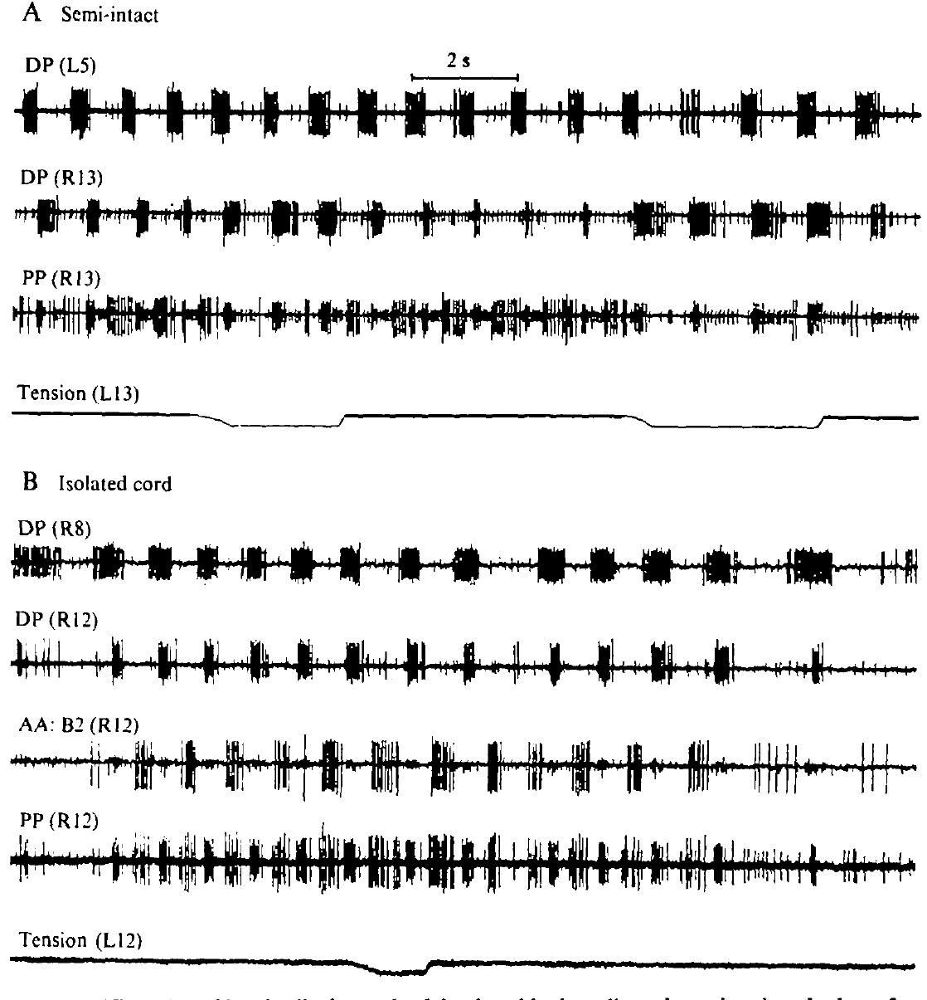 A Semi-intact
DP (L5)
2 s
DP (R13)
PP (R13)
Tension (L13)
B Isolated cord
DP (R8)
DP (R12)
AA: B2 (R12)
PP (R12)
Tension (L12)